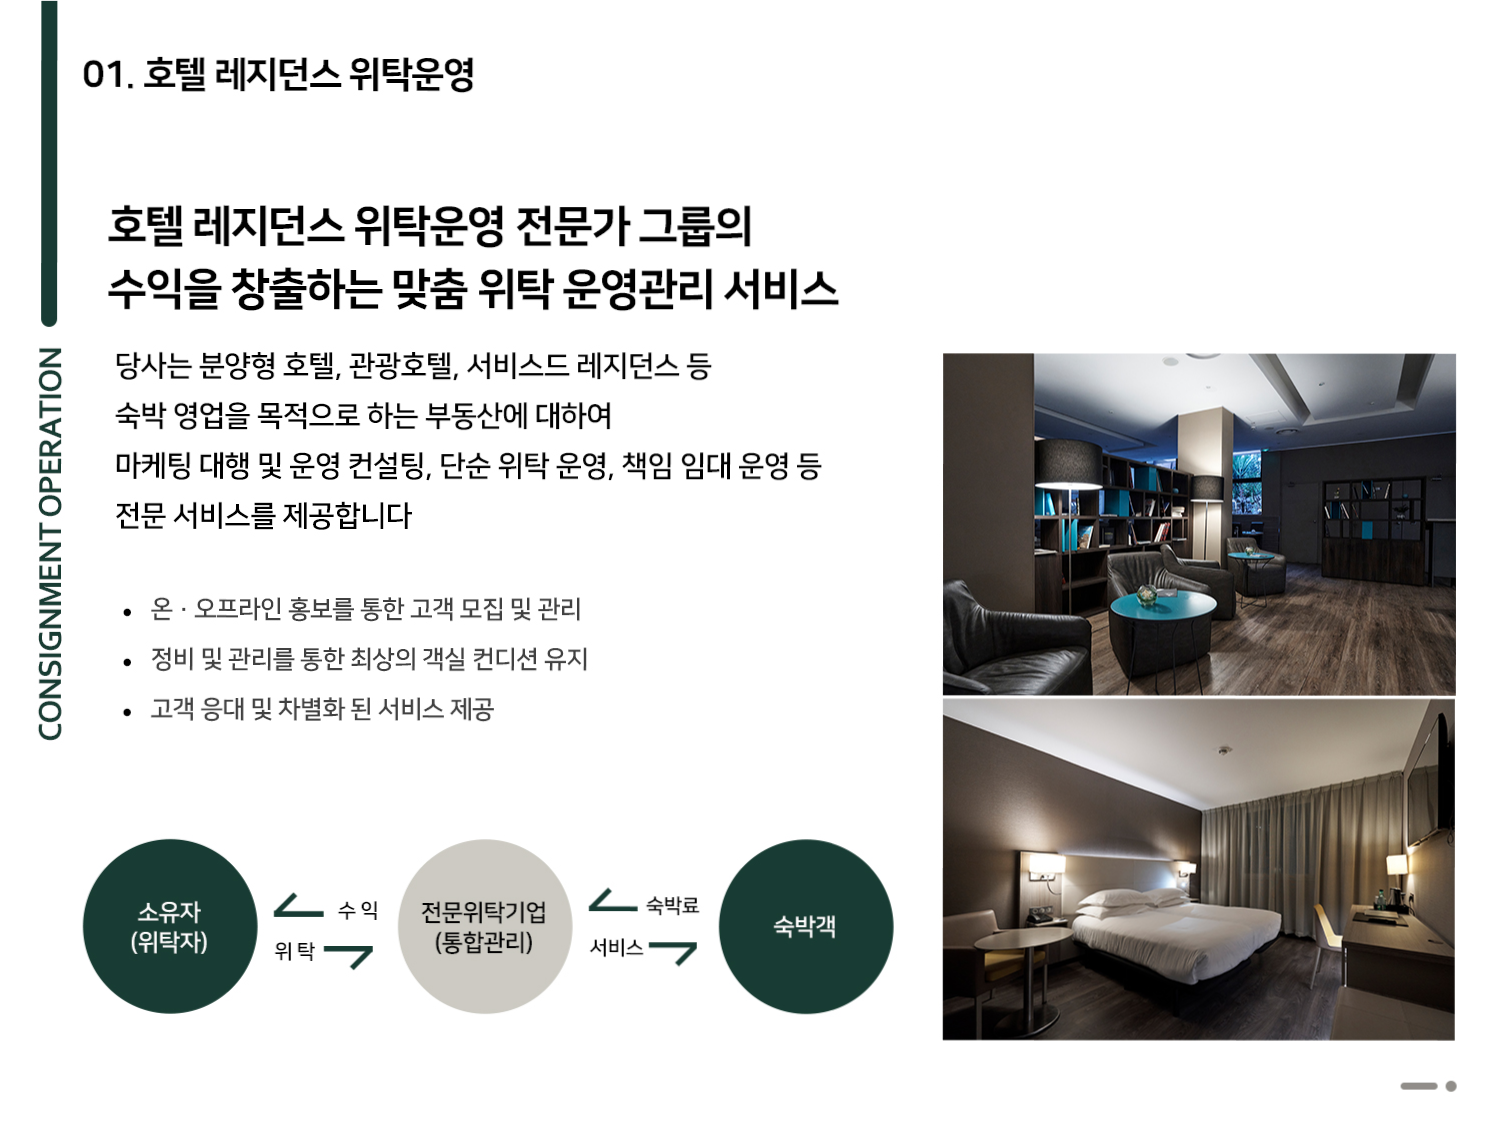 01. 호텔 레지던스 위탁운영
CONSIGNMENT OPERATION
호텔 레지던스 위탁운영 전문가 그룹의
수익을 창출하는 맞춤 위탁 운영관리 서비스
당사는 분양형 호텔, 관광호텔, 서비스드 레지던스 등
숙박 영업을 목적으로 하는 부동산에 대하여
마케팅 대행 및 운영 컨설팅, 단순 위탁 운영, 책임 임대 운영 등
전문 서비스를 제공합니다
• 온 · 오프라인 홍보를 통한 고객 모집 및 관리
• 정비 및 관리를 통한 최상의 객실 컨디션 유지
• 고객 응대 및 차별화 된 서비스 제공
소유자
(위탁자)
수 익
위 탁
전문위탁기업
(통합관리)
숙박료
서비스
숙박객